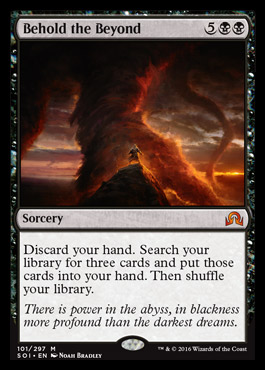 Behold the Beyond 5
Sorcery
Discard your hand. Search your
library for three cards and put those
cards into your hand. Then shuffle
your library.
There is power in the abyss, in blackness
more profound than the darkest dreams.
101/297 M
SOI • EN Noah Bradley
™ & © 2016 Wizards of the Coast